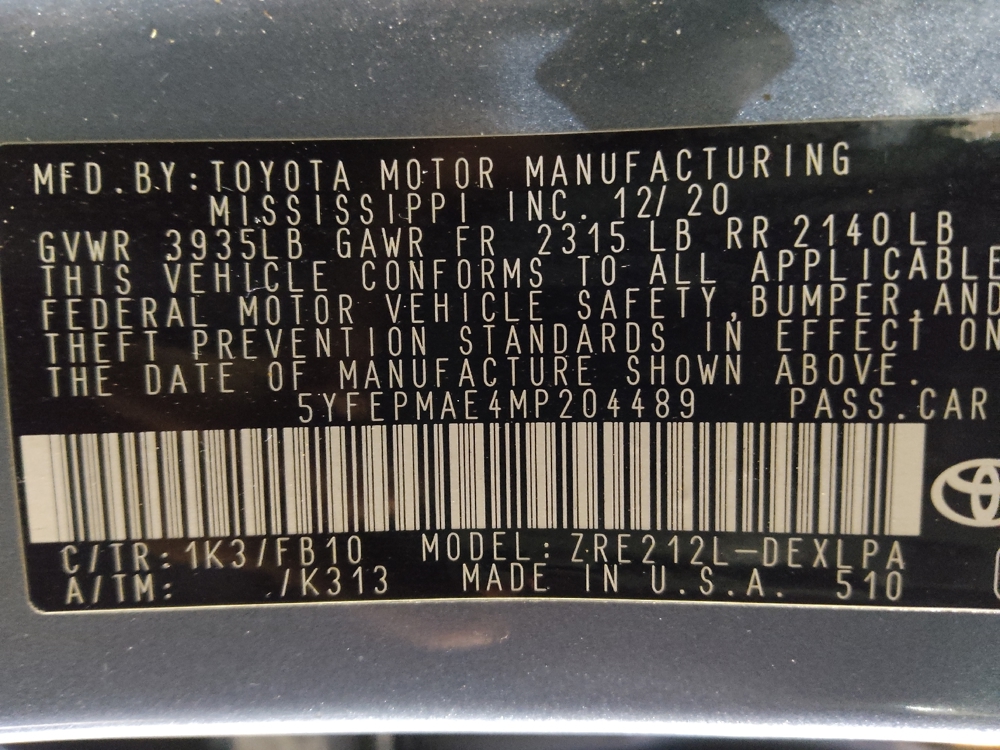 MFD.BY:TOYOTA MOTOR MANUFACTURING
MISSISSIPPI INC. 12/20
GVWR 3935LB GAWR FR 2315 LB RR 2140LB
THIS VEHICLE CONFORMS TO ALL APPLICABLE
FEDERAL MOTOR VEHICLE SAFETY,BUMPER,AND
THEFT PREVENTION STANDARDS IN EFFECT ON
THE DATE OF MANUFACTURE SHOWN ABOVE.
5YFEPMAE4MP204489 PASS.CAR
C/TR:1K3/FB10 MODEL:ZRE212L-DEXLPA
A/TM: /K313 MADE IN U.S.A. 510